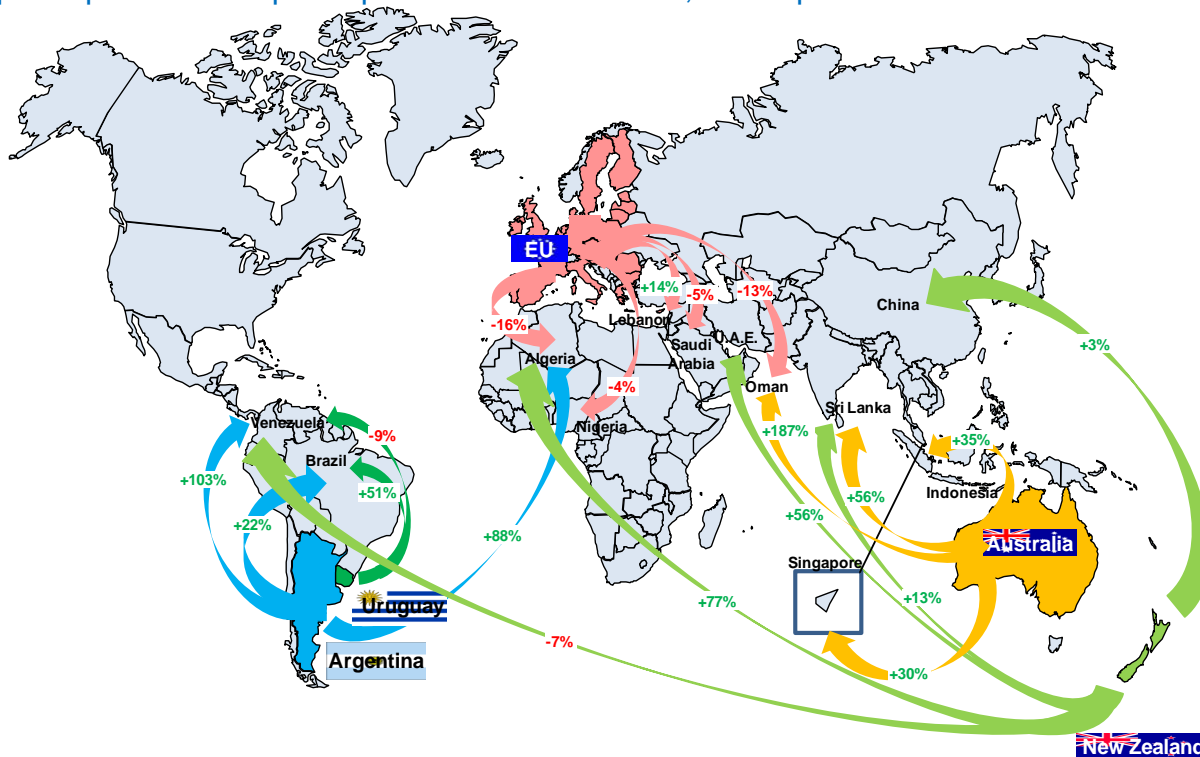 EU
+14%
-5%
-13%
-16%
Lebanon
China
Saudi
Arabia
U.A.E.
Algeria
+3%
-4%
Oman
Sri Lanka
Venezuela
Nigeria
-9%
+187%
+35%
Brazil
+103%
+51%
+56%
Indonesia
+22%
+56%
+88%
Australia
Singapore
+77%
+13%
Uruguay
-7%
Argentina
+30%
New Zealand